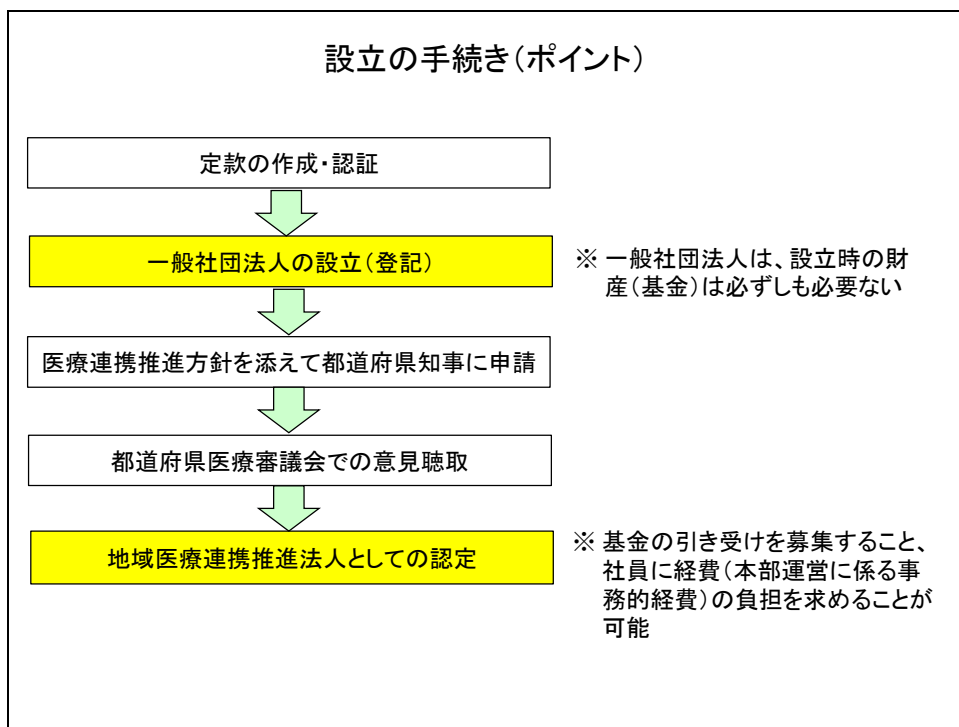 設立の手続き(ポイント)
定款の作成・認証
一般社団法人の設立(登記)
※ 一般社団法人は、設立時の財
産(基金)は必ずしも必要ない
医療連携推進方針を添えて都道府県知事に申請
都道府県医療審議会での意見聴取
地域医療連携推進法人としての認定
※ 基金の引き受けを募集すること、
社員に経費(本部運営に係る事
務的経費)の負担を求めることが
可能